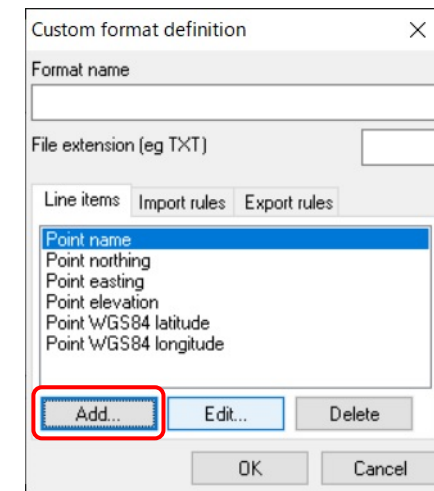 Custom format definition
Format name
File extension (eg TXT)
Line items Import rules Export rules
Point name
Point northing
Point easting
Point elevation
Point WGS84 latitude
Point WGS84 longitude
Add... Edit... Delete
OK Cancel